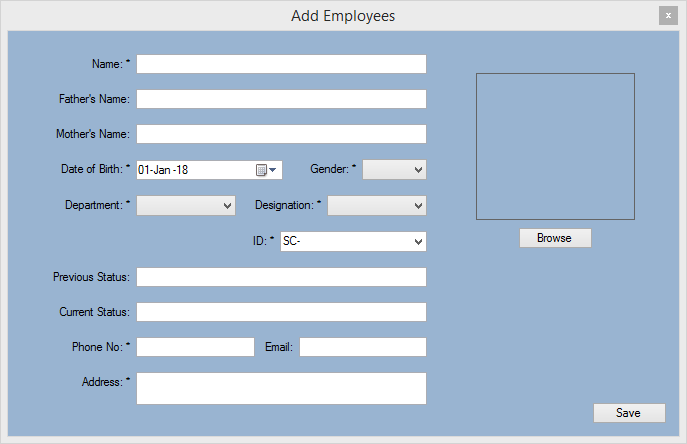 Add Employees
x
Name: *
Father's Name:
Mother's Name:
Date of Birth: * 01-Jan -18 Gender: *
Department: * Designation: *
ID: * SC-
Browse
Previous Status:
Current Status:
Phone No: * Email:
Address: *
Save